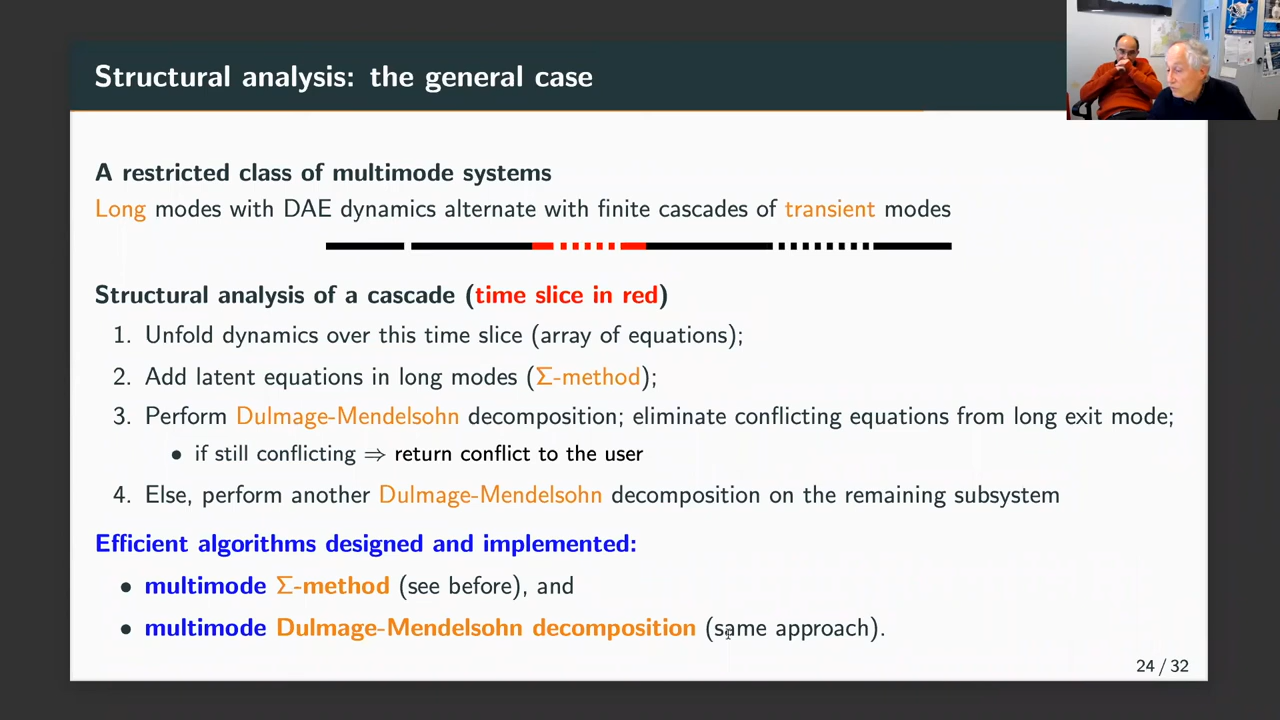 Structural analysis: the general case
A restricted class of multimode systems
Long modes with DAE dynamics alternate with finite cascades of transient modes
Structural analysis of a cascade (time slice in red)
1. Unfold dynamics over this time slice (array of equations);
2. Add latent equations in long modes (Σ-method);
3. Perform Dulmage-Mendelsohn decomposition; eliminate conflicting equations from long exit mode;
• if still conflicting ⇒ return conflict to the user
4. Else, perform another Dulmage-Mendelsohn decomposition on the remaining subsystem
Efficient algorithms designed and implemented:
• multimode Σ-method (see before), and
• multimode Dulmage-Mendelsohn decomposition (same approach).
24 / 32